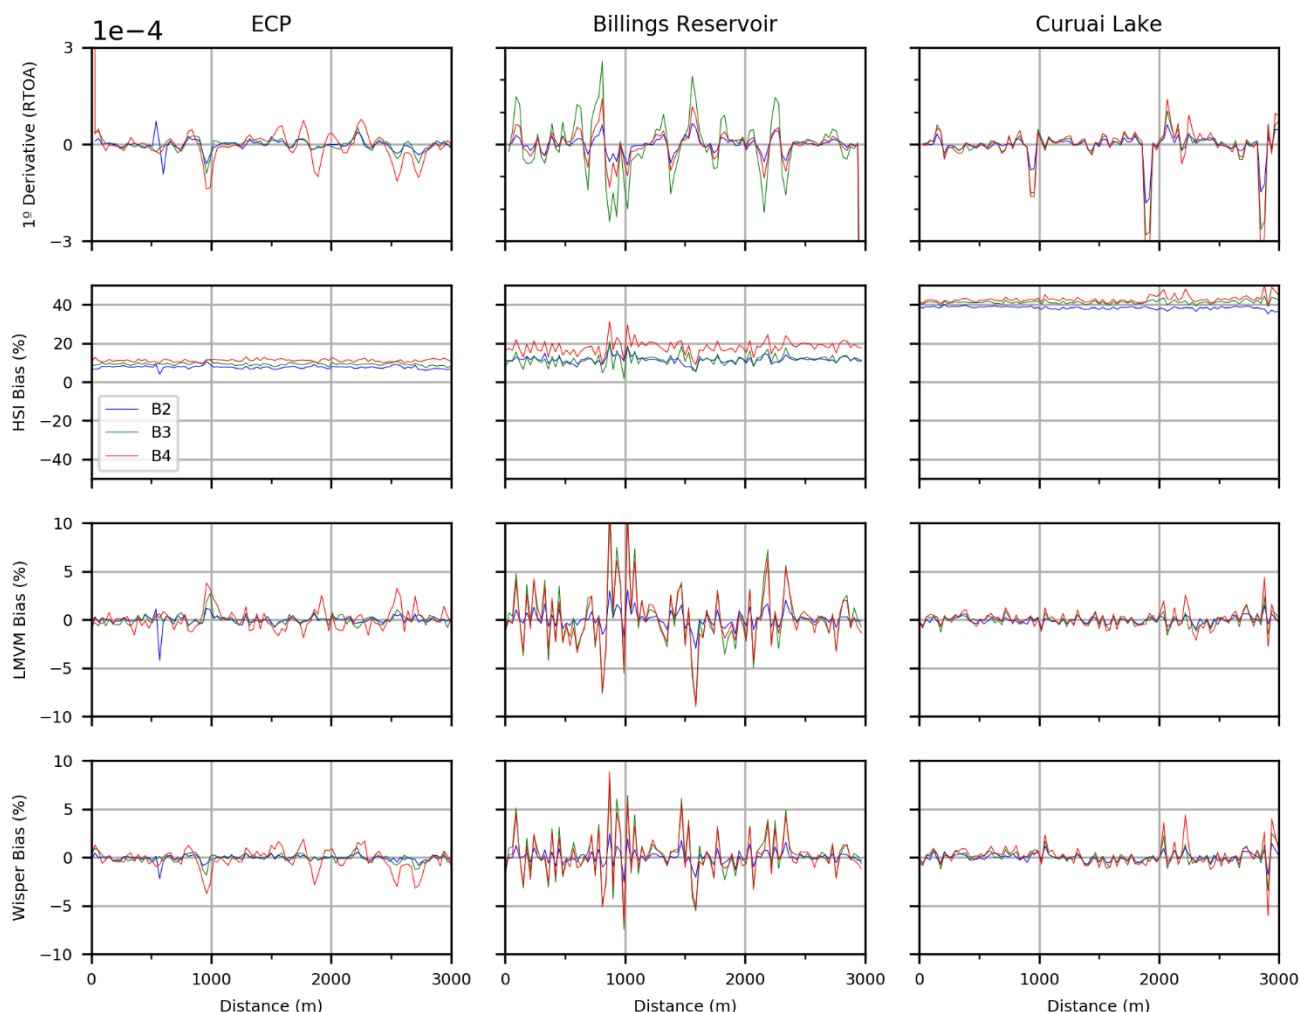 ECP
Billings Reservoir
Curuai Lake
1e−4
3
0
−3
1º Derivative (RTOA)
40
20
0
−20
−40
HSI Bias (%)
B2
B3
B4
10
5
0
−5
−10
LMVM Bias (%)
10
5
0
−5
−10
Wisper Bias (%)
0
1000
2000
3000
0
1000
2000
0
1000
2000
3000
Distance (m)
Distance (m)
Distance (m)